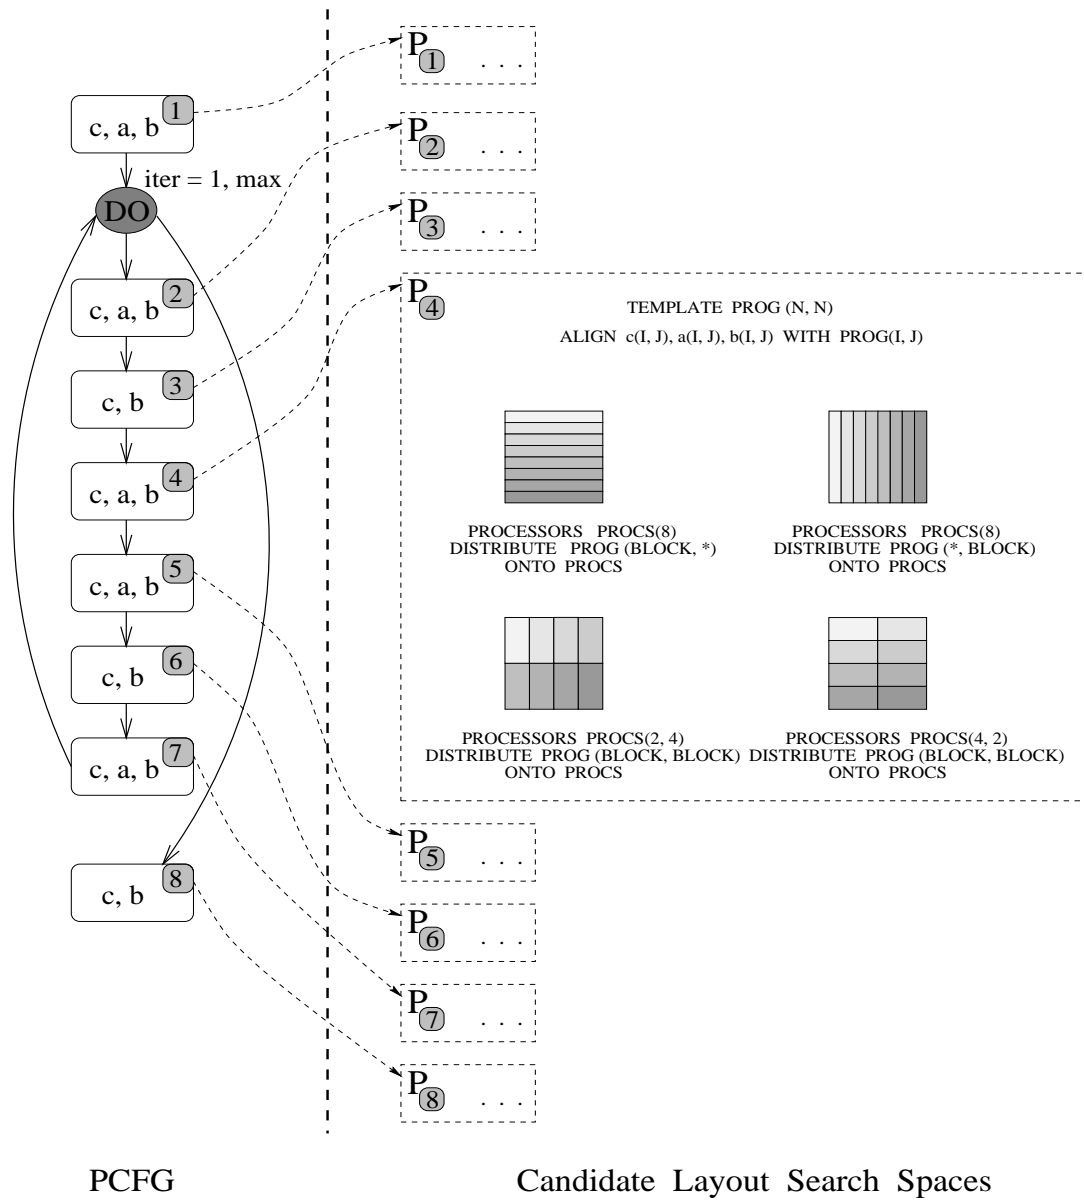 1
c, a, b
iter = 1, max
DO
2
c, a, b
3
c, b
4
c, a, b
5
c, a, b
6
c, b
7
c, a, b
8
c, b
P1 . . .
P2 . . .
P3 . . .
P4
TEMPLATE PROG (N, N)
ALIGN c(I, J), a(I, J), b(I, J) WITH PROG(I, J)
PROCESSORS PROCS(8)
DISTRIBUTE PROG (BLOCK, *)
ONTO PROCS
PROCESSORS PROCS(8)
DISTRIBUTE PROG (*, BLOCK)
ONTO PROCS
PROCESSORS PROCS(2, 4)
DISTRIBUTE PROG (BLOCK, BLOCK)
ONTO PROCS
PROCESSORS PROCS(4, 2)
DISTRIBUTE PROG (BLOCK, BLOCK)
ONTO PROCS
P5 . . .
P6 . . .
P7 . . .
P8 . . .
PCFG
Candidate Layout Search Spaces